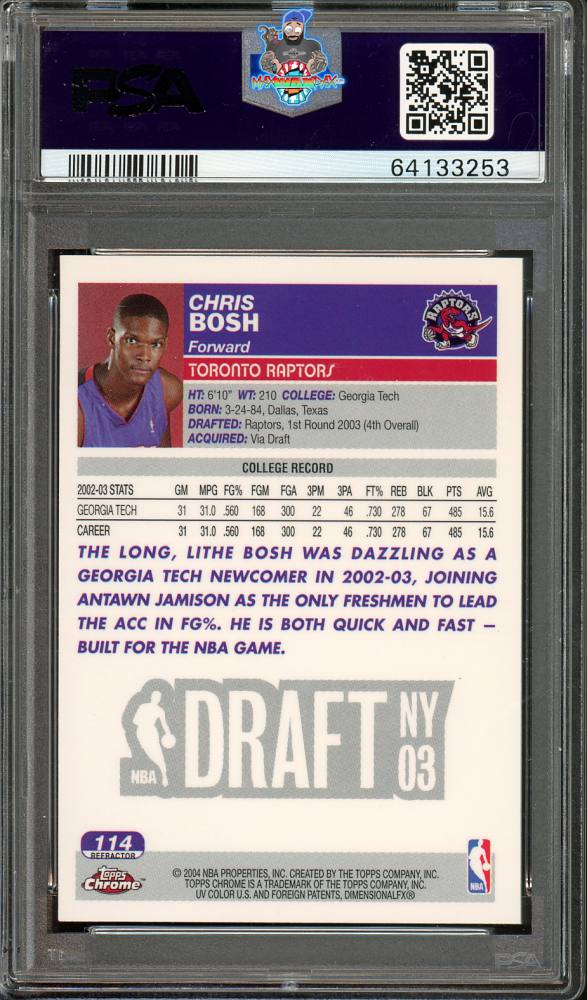 PSA
64133253
CHRIS
BOSH
RAPTORS
Forward
TORONTO RAPTORS
HT: 6'10" WT: 210 COLLEGE: Georgia Tech
BORN: 3-24-84, Dallas, Texas
DRAFTED: Raptors, 1st Round 2003 (4th Overall)
ACQUIRED: Via Draft
COLLEGE RECORD
2002-03 STATS GM MPG FG% FGM FGA 3PM 3PA FT% REB BLK PTS AVG
GEORGIA TECH 31 31.0 .560 168 300 22 46 .730 278 67 485 15.6
CAREER 31 31.0 .560 168 300 22 46 .730 278 67 485 15.6
THE LONG, LITHE BOSH WAS DAZZLING AS A
GEORGIA TECH NEWCOMER IN 2002-03, JOINING
ANTAWN JAMISON AS THE ONLY FRESHMEN TO LEAD
THE ACC IN FG%. HE IS BOTH QUICK AND FAST –
BUILT FOR THE NBA GAME.
NBA DRAFT NY
03
114
REFRACTOR
Topps
Chrome™
© 2004 NBA PROPERTIES, INC. CREATED BY THE TOPPS COMPANY, INC.
TOPPS CHROME IS A TRADEMARK OF THE TOPPS COMPANY, INC.
UV COLOR U.S. AND FOREIGN PATENTS, DIMENSIONALFX®
NBA
PSA